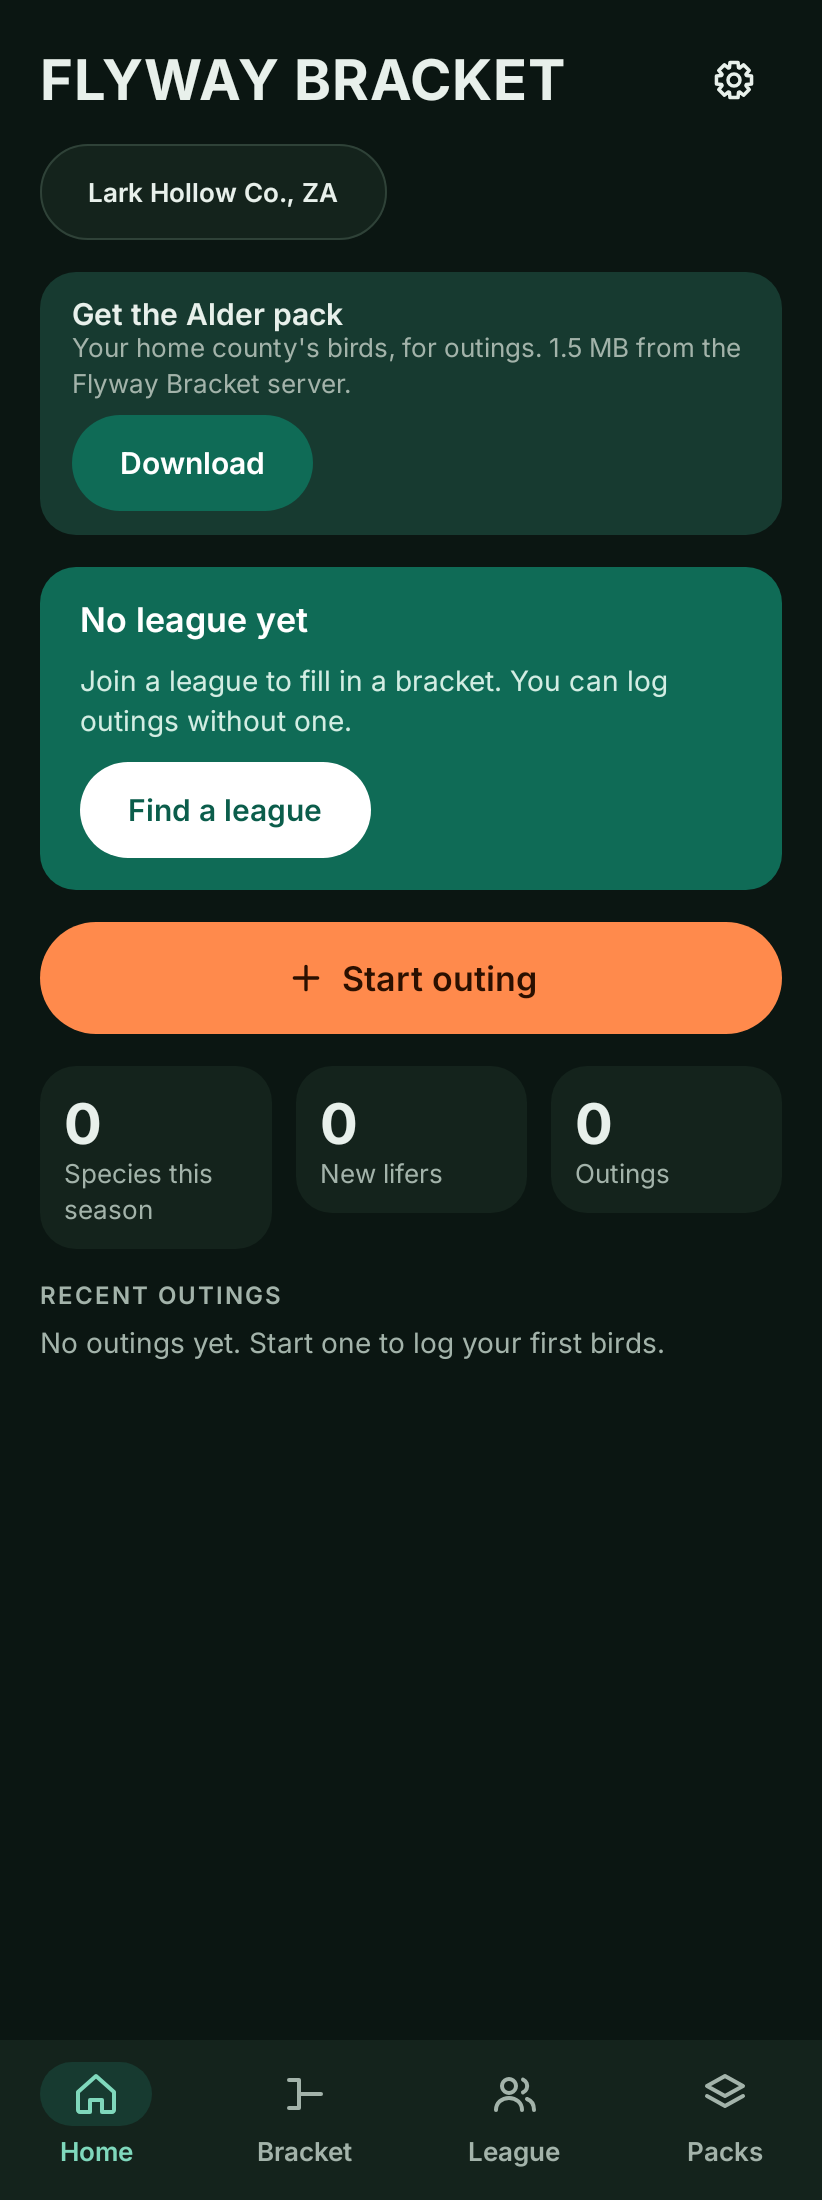 FLYWAY BRACKET
Lark Hollow Co., ZA
Get the Alder pack
Your home county's birds, for outings. 1.5 MB from the
Flyway Bracket server.
Download
No league yet
Join a league to fill in a bracket. You can log
outings without one.
Find a league
Start outing
0
Species this
season
0
New lifers
0
Outings
RECENT OUTINGS
No outings yet. Start one to log your first birds.
Home
Bracket
League
Packs